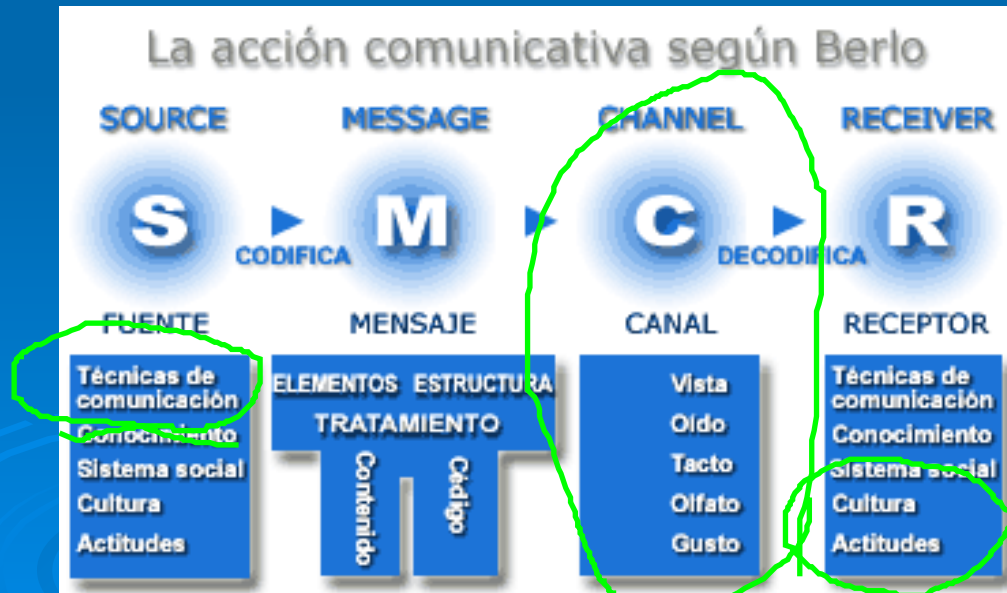 La acción comunicativa según Berlo
SOURCE MESSAGE CHANNEL RECEIVER
S M C R
CODIFICA DECODIFICA
FUENTE MENSAJE CANAL RECEPTOR
Técnicas de
comunicación
Conocimiento
Sistema social
Cultura
Actitudes
ELEMENTOS ESTRUCTURA
TRATAMIENTO
Contenido
Código
Vista
Oído
Tacto
Olfato
Gusto
Técnicas de
comunicación
Conocimiento
Sistema social
Cultura
Actitudes